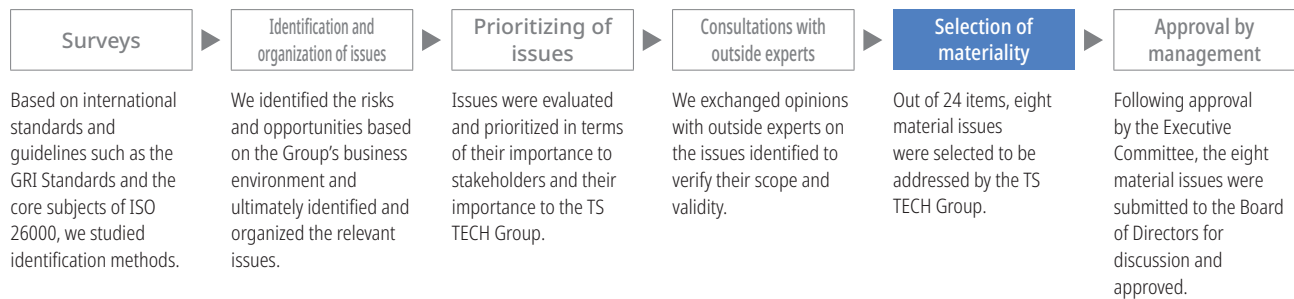 Surveys
Based on international
standards and
guidelines such as the
GRI Standards and the
core subjects of ISO
26000, we studied
identification methods.
Identification and
organization of issues
We identified the risks
and opportunities based
on the Group’s business
environment and
ultimately identified and
organized the relevant
issues.
Prioritizing of
issues
Issues were evaluated
and prioritized in terms
of their importance to
stakeholders and their
importance to the TS
TECH Group.
Consultations with
outside experts
We exchanged opinions
with outside experts on
the issues identified to
verify their scope and
validity.
Selection of
materiality
Out of 24 items, eight
material issues
were selected to be
addressed by the TS
TECH Group.
Approval by
management
Following approval
by the Executive
Committee, the eight
material issues were
submitted to the Board
of Directors for
discussion and
approved.